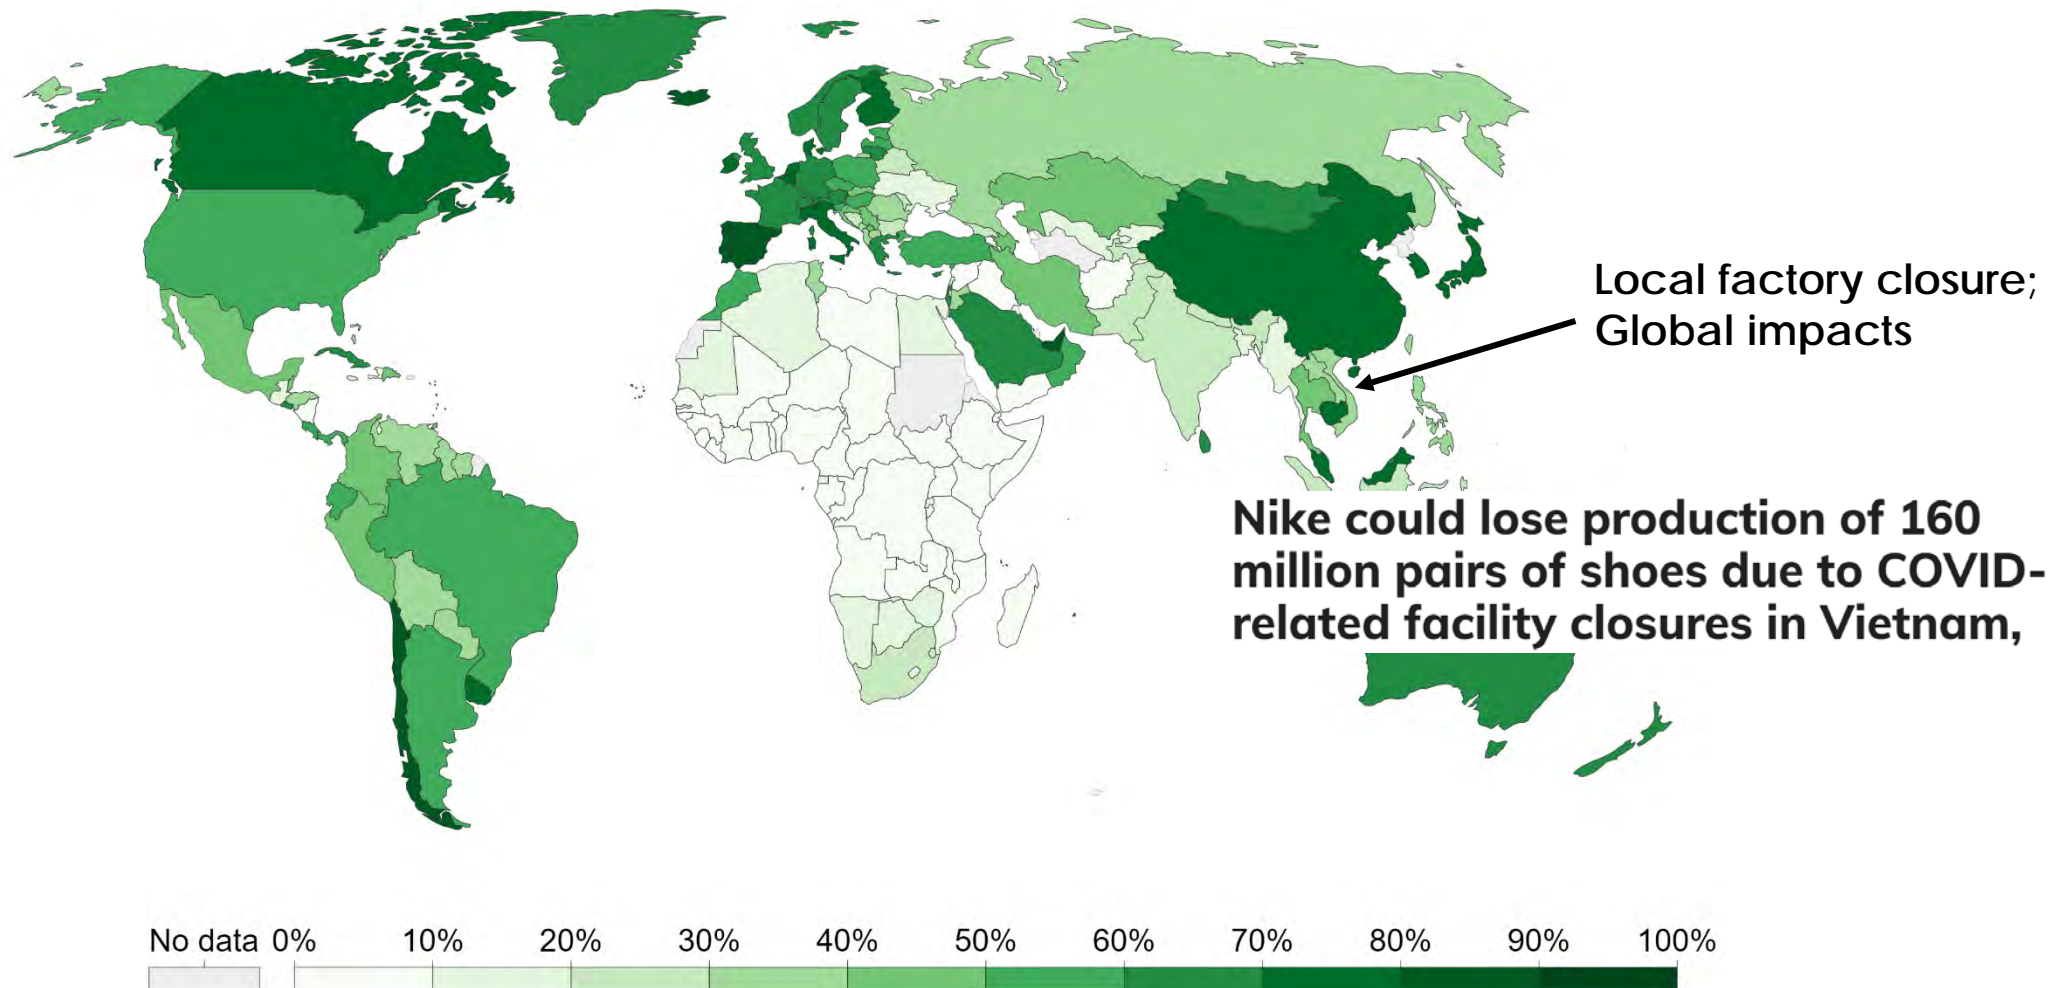 Local factory closure;
Global impacts
Nike could lose production of 160
million pairs of shoes due to COVID-
related facility closures in Vietnam,
No data 0% 10% 20% 30% 40% 50% 60% 70% 80% 90% 100%